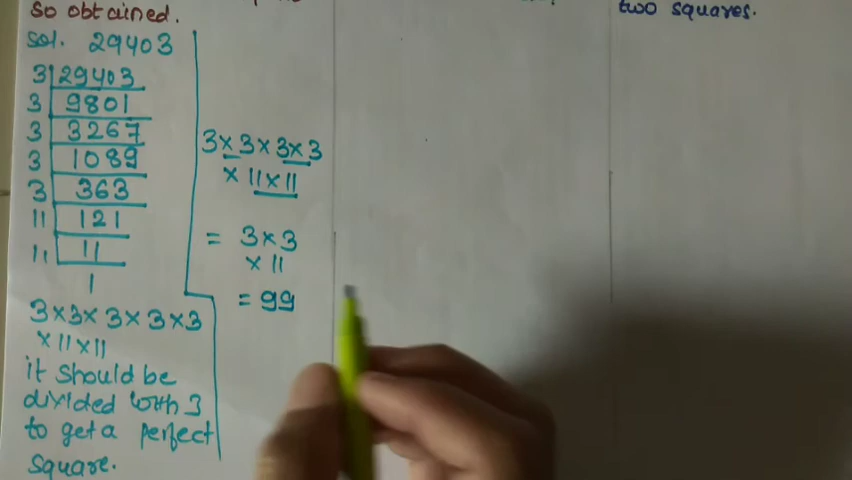 so obtained.
two squares.
sol. 29403
3 29403
3 9801
3 3267
3 1089
3 363
11 121
11 11
1
3×3×3×3×3
×11×11
it should be
divided with 3
to get a perfect
square.
3×3×3×3
×11×11
= 3×3
×11
= 99